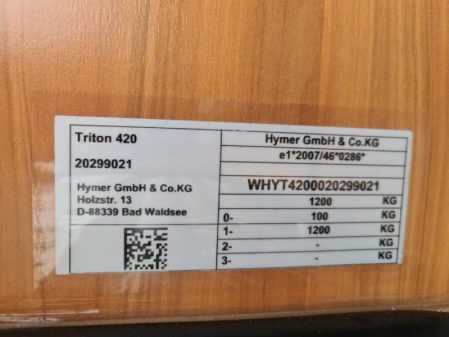 Triton 420
20299021
Hymer GmbH & Co.KG
Holzstr. 13
D-88339 Bad Waldsee
Hymer GmbH & Co.KG
e1*2007/46*0286*
WHYT4200020299021
1200 KG
0- 100 KG
1- 1200 KG
2- - KG
3- - KG